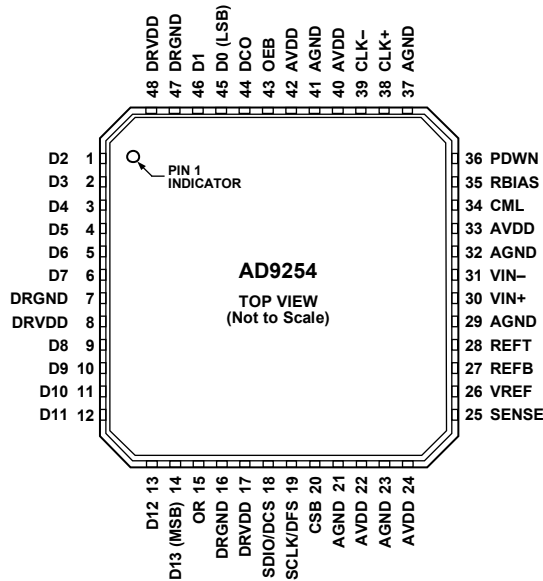 48 DRVDD
47 DRGND
46 D1
45 D0 (LSB)
44 DCO
43 OEB
42 AVDD
41 AGND
40 AVDD
39 CLK–
38 CLK+
37 AGND
D2 1
D3 2
D4 3
D5 4
D6 5
D7 6
DRGND 7
DRVDD 8
D8 9
D9 10
D10 11
D11 12
PIN 1
INDICATOR
AD9254
TOP VIEW
(Not to Scale)
36 PDWN
35 RBIAS
34 CML
33 AVDD
32 AGND
31 VIN–
30 VIN+
29 AGND
28 REFT
27 REFB
26 VREF
25 SENSE
D12 13
D13 (MSB) 14
OR 15
DRGND 16
DRVDD 17
SDIO/DCS 18
SCLK/DFS 19
CSB 20
AGND 21
AVDD 22
AGND 23
AVDD 24